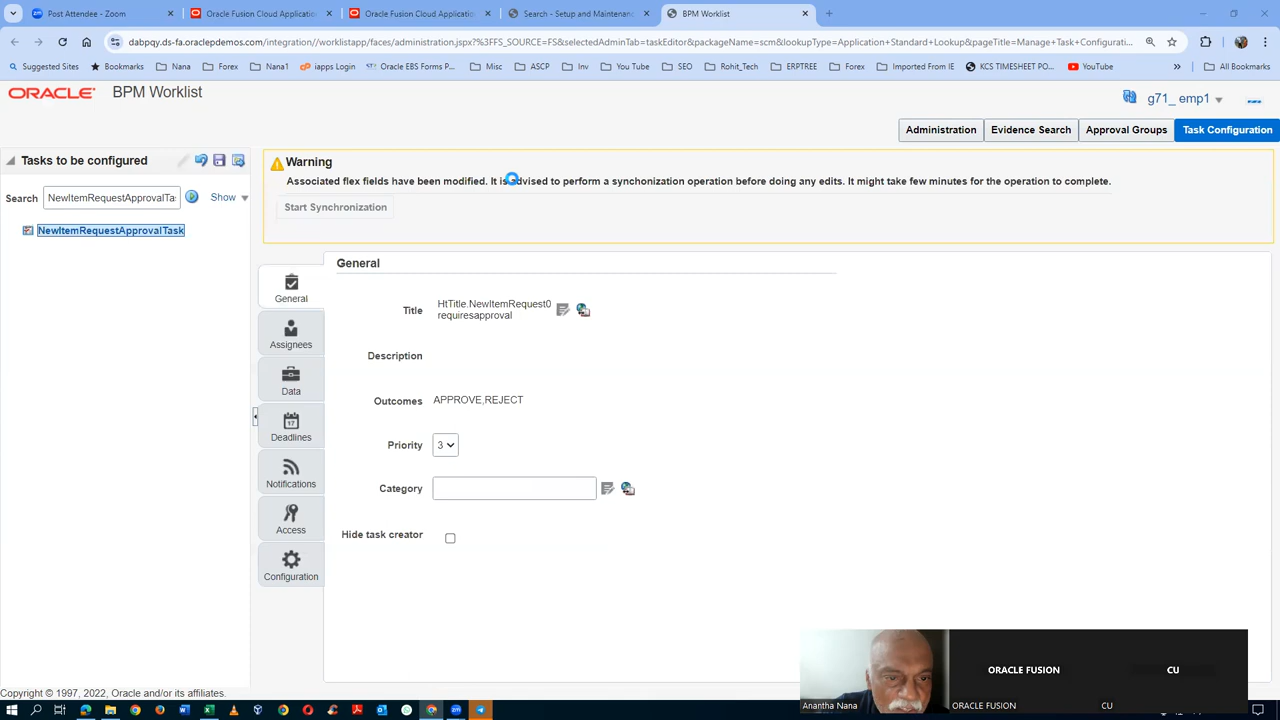 Post Attendee - Zoom
Oracle Fusion Cloud Application
Oracle Fusion Cloud Application
Search - Setup and Maintenance
BPM Worklist
dabpqy.ds-fa.oraclepdemos.com/integration//worklistapp/faces/administration.jspx?%3FFS_SOURCE=FS&selectedAdminTab=taskEditor&packageName=scm&lookupType=Application+Standard+Lookup&pageTitle=Manage+Task+Configurati...
Suggested Sites
Bookmarks
Nana
Forex
Nana1
iapps Login
Oracle EBS Forms P...
Misc
ASCP
Inv
You Tube
SEO
Rohit_Tech
ERPTREE
Forex
Imported From IE
KCS TIMESHEET PO...
YouTube
»
All Bookmarks
ORACLE BPM Worklist
g71_ emp1
Administration
Evidence Search
Approval Groups
Task Configuration
Tasks to be configured
Search
NewItemRequestApprovalTas
Show
NewItemRequestApprovalTask
Warning
Associated flex fields have been modified. It is advised to perform a synchonization operation before doing any edits. It might take few minutes for the operation to complete.
Start Synchronization
General
Assignees
Data
Deadlines
Notifications
Access
Configuration
General
Title
HtTitle.NewItemRequest0
requiresapproval
Description
Outcomes
APPROVE,REJECT
Priority
3
Category
Hide task creator
Copyright © 1997, 2022, Oracle and/or its affiliates.
ORACLE FUSION
CU
Anantha Nana
ORACLE FUSION
CU